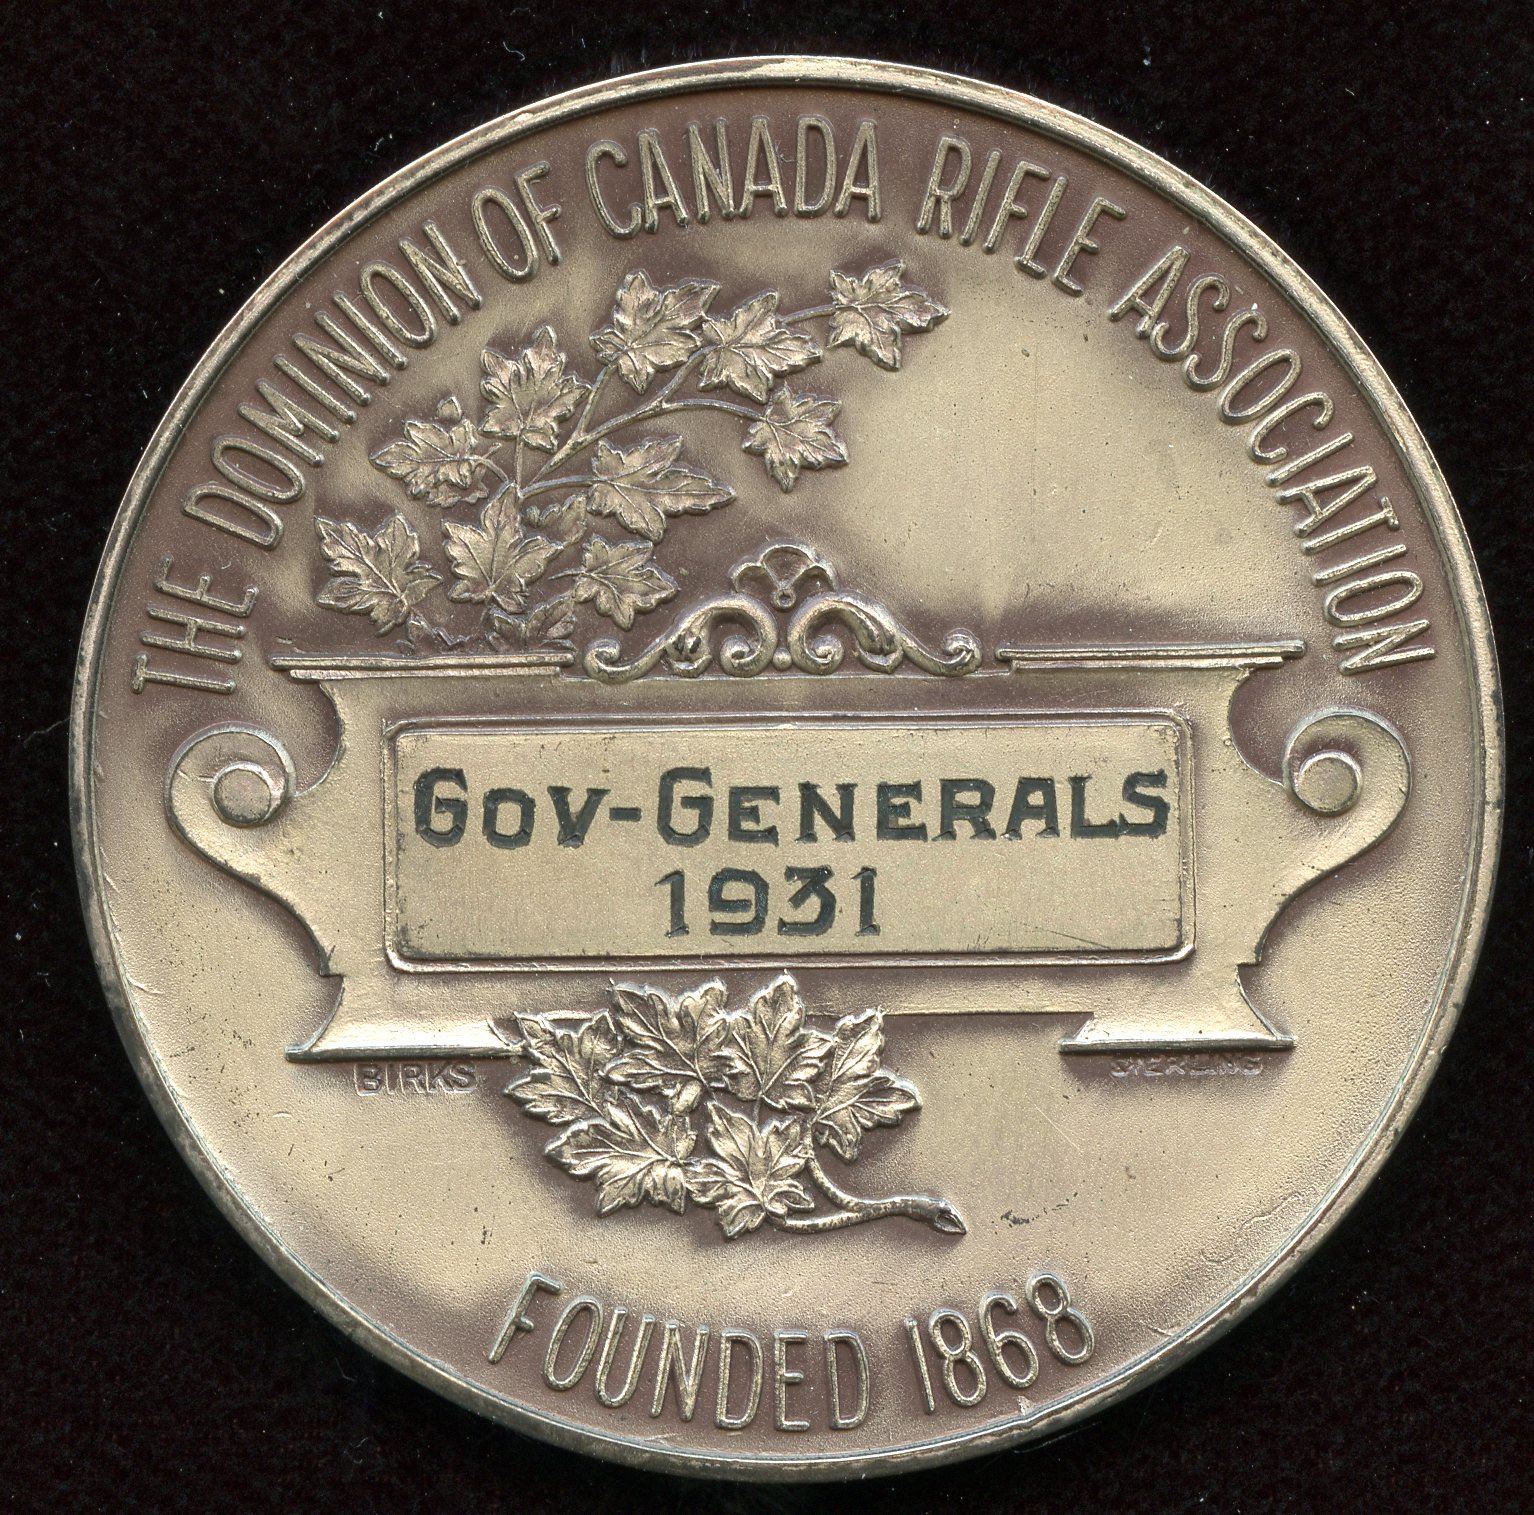 THE DOMINION OF CANADA RIFLE ASSOCIATION
GOV-GENERALS
1931
BIRKS
STERLING
FOUNDED 1868